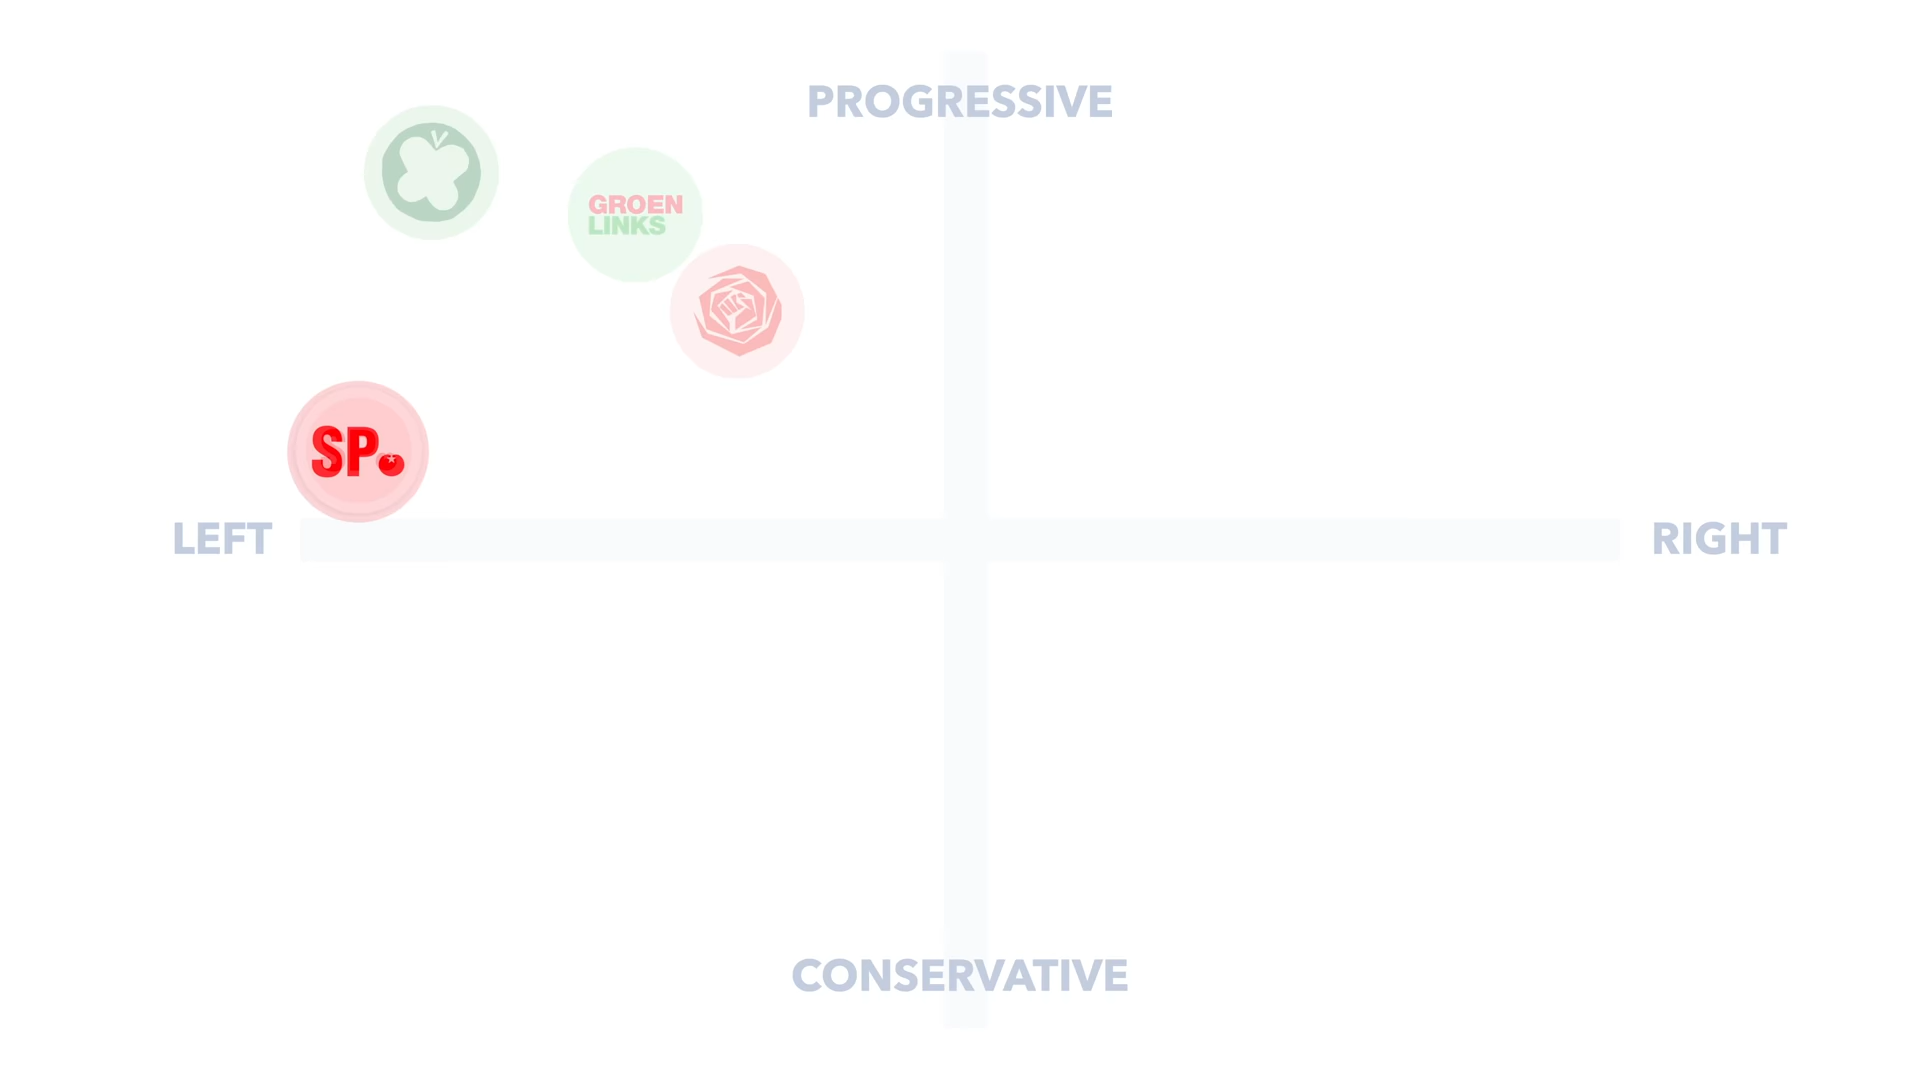 PROGRESSIVE
GROEN
LINKS
SP.
LEFT
RIGHT
CONSERVATIVE